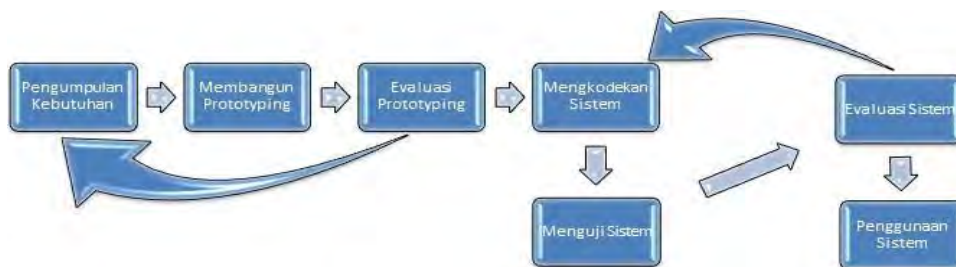 Pengumpulan
Kebutuhan
Membangun
Prototyping
Evaluasi
Prototyping
Mengkodekan
Sistem
Menguji Sistem
Evaluasi Sistem
Penggunaan
Sistem